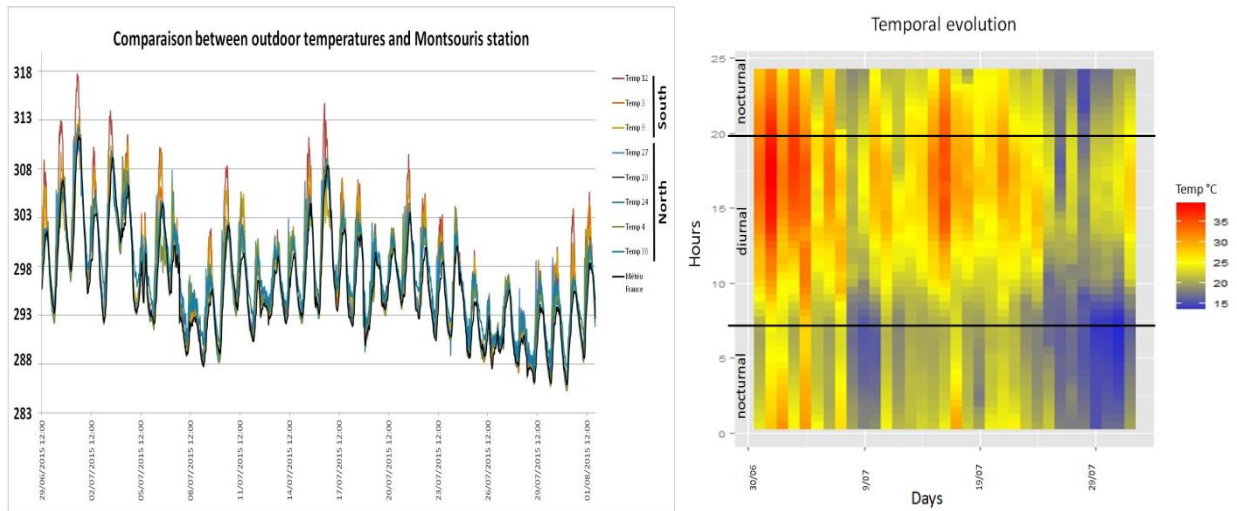 Comparaison between outdoor temperatures and Montsouris station
318
313
308
303
298
293
288
283
29/06/2015 12:00
02/07/2015 12:00
05/07/2015 12:00
08/07/2015 12:00
11/07/2015 12:00
14/07/2015 12:00
17/07/2015 12:00
20/07/2015 12:00
23/07/2015 12:00
26/07/2015 12:00
29/07/2015 12:00
01/08/2015 12:00
Temp 12
Temp 3
Temp 9
South
Temp 27
Temp 20
Temp 24
Temp 4
Temp 30
North
Météo
France
Temporal evolution
Hours
25
20
15
10
5
0
nocturnal
diurnal
nocturnal
30/06
9/07
19/07
29/07
Days
Temp °C
35
30
25
20
15